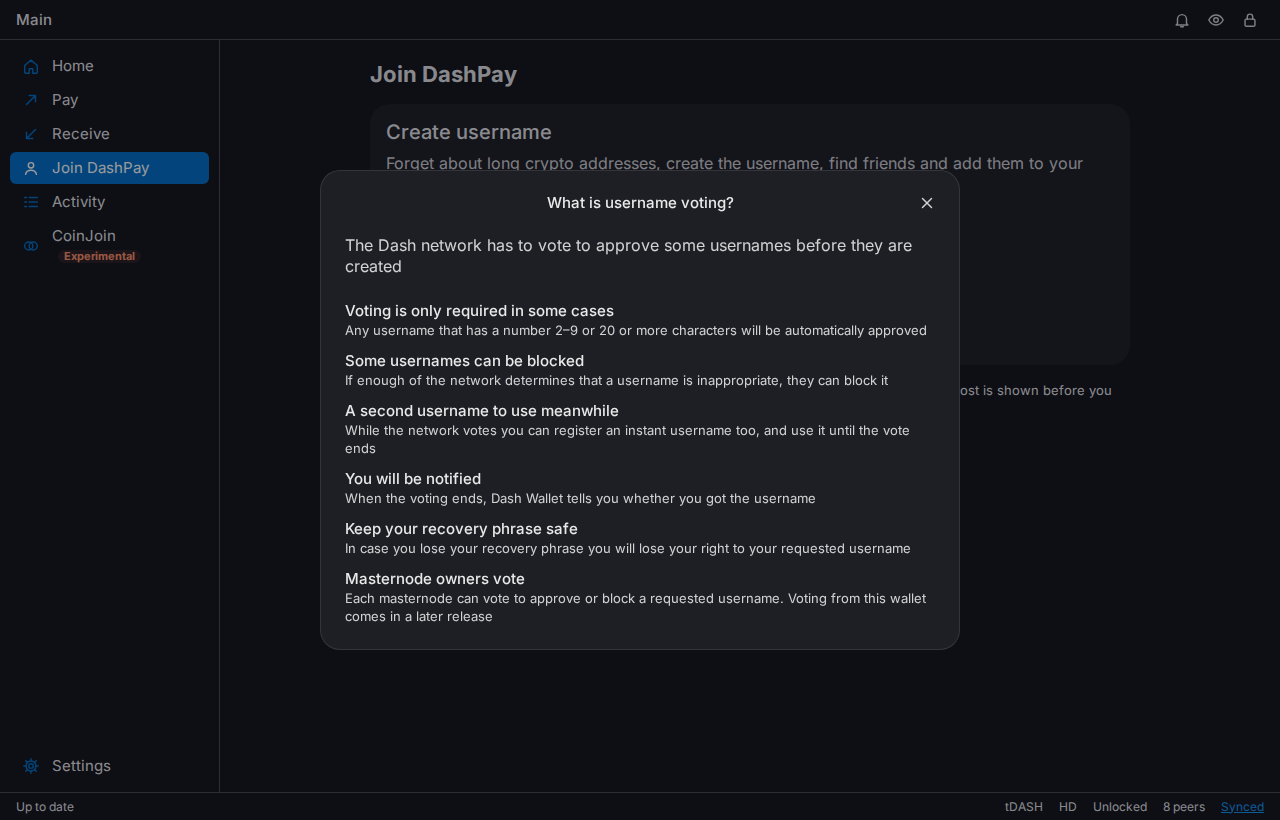 Main
Home
Pay
Receive
Join DashPay
Activity
CoinJoin
Experimental
Settings
Join DashPay
Create username
Forget about long crypto addresses, create the username, find friends and add them to your
What is username voting?
The Dash network has to vote to approve some usernames before they are
created
Voting is only required in some cases
Any username that has a number 2–9 or 20 or more characters will be automatically approved
Some usernames can be blocked
If enough of the network determines that a username is inappropriate, they can block it
A second username to use meanwhile
While the network votes you can register an instant username too, and use it until the vote
ends
You will be notified
When the voting ends, Dash Wallet tells you whether you got the username
Keep your recovery phrase safe
In case you lose your recovery phrase you will lose your right to your requested username
Masternode owners vote
Each masternode can vote to approve or block a requested username. Voting from this wallet
comes in a later release
is shown before you
Up to date
tDASH HD Unlocked 8 peers Synced